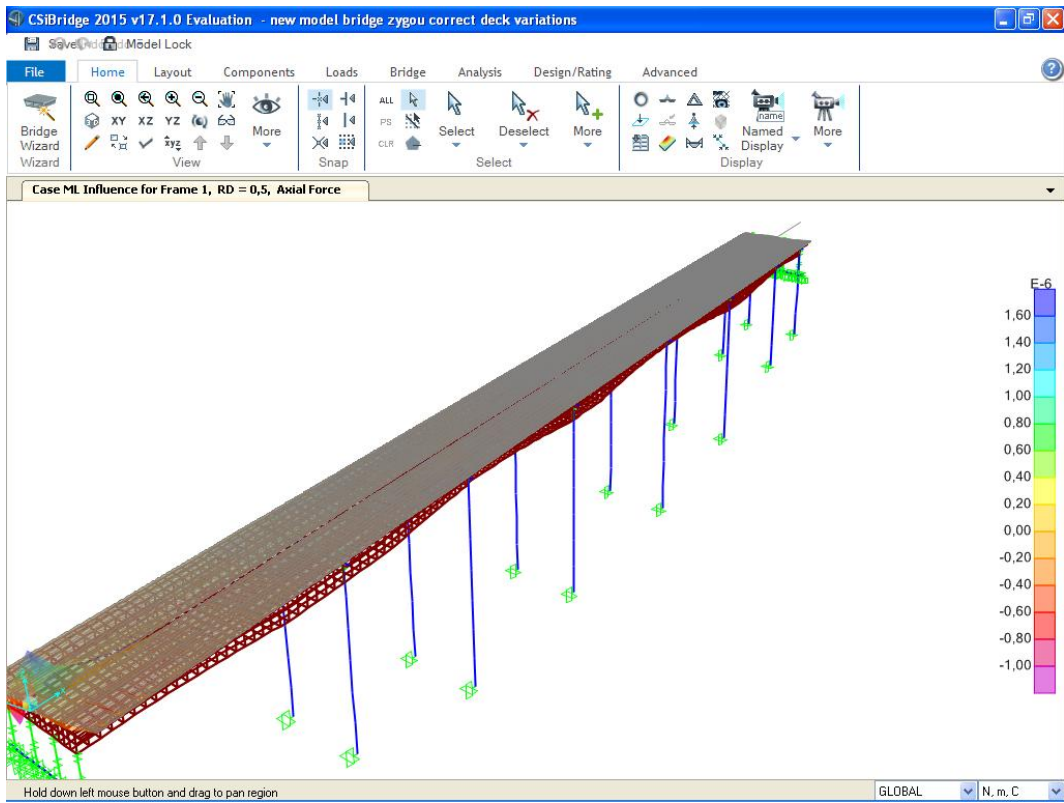 CSiBridge 2015 v17.1.0 Evaluation - new model bridge zygou correct deck variations
Save Model Lock
File Home Layout Components Loads Bridge Analysis Design/Rating Advanced
XY XZ YZ
xyz
More
ALL
PS
CLR
Select
Deselect
More
name
Named
Display
More
Bridge
Wizard
Wizard View Snap Select Display
Case ML Influence for Frame 1, RD = 0,5, Axial Force
E-6
1,60
1,40
1,20
1,00
0,80
0,60
0,40
0,20
0,00
-0,20
-0,40
-0,60
-0,80
-1,00
Hold down left mouse button and drag to pan region GLOBAL N, m, C